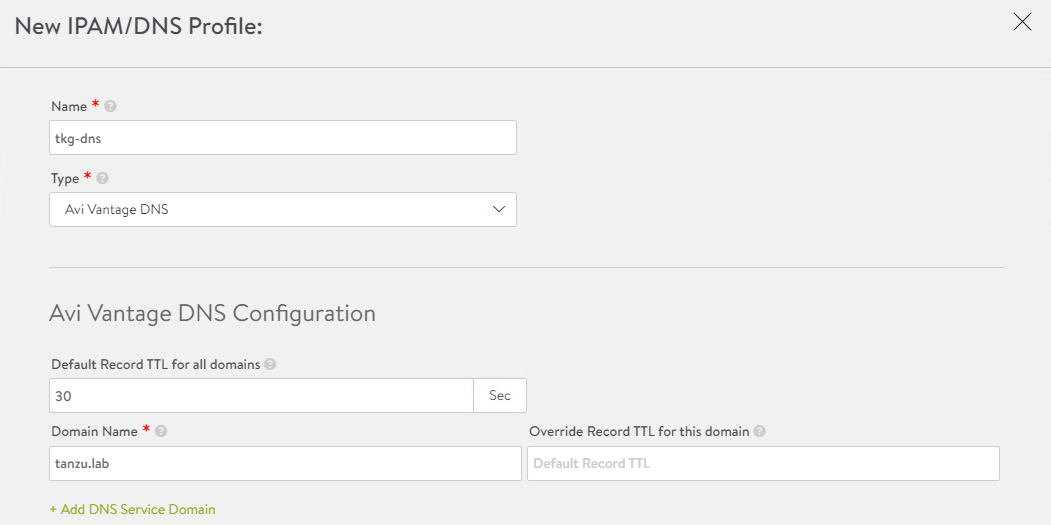 New IPAM/DNS Profile:
Name * ?
tkg-dns
Type * ?
Avi Vantage DNS
Avi Vantage DNS Configuration
Default Record TTL for all domains ?
30 Sec
Domain Name * ? Override Record TTL for this domain ?
tanzu.lab Default Record TTL
+ Add DNS Service Domain